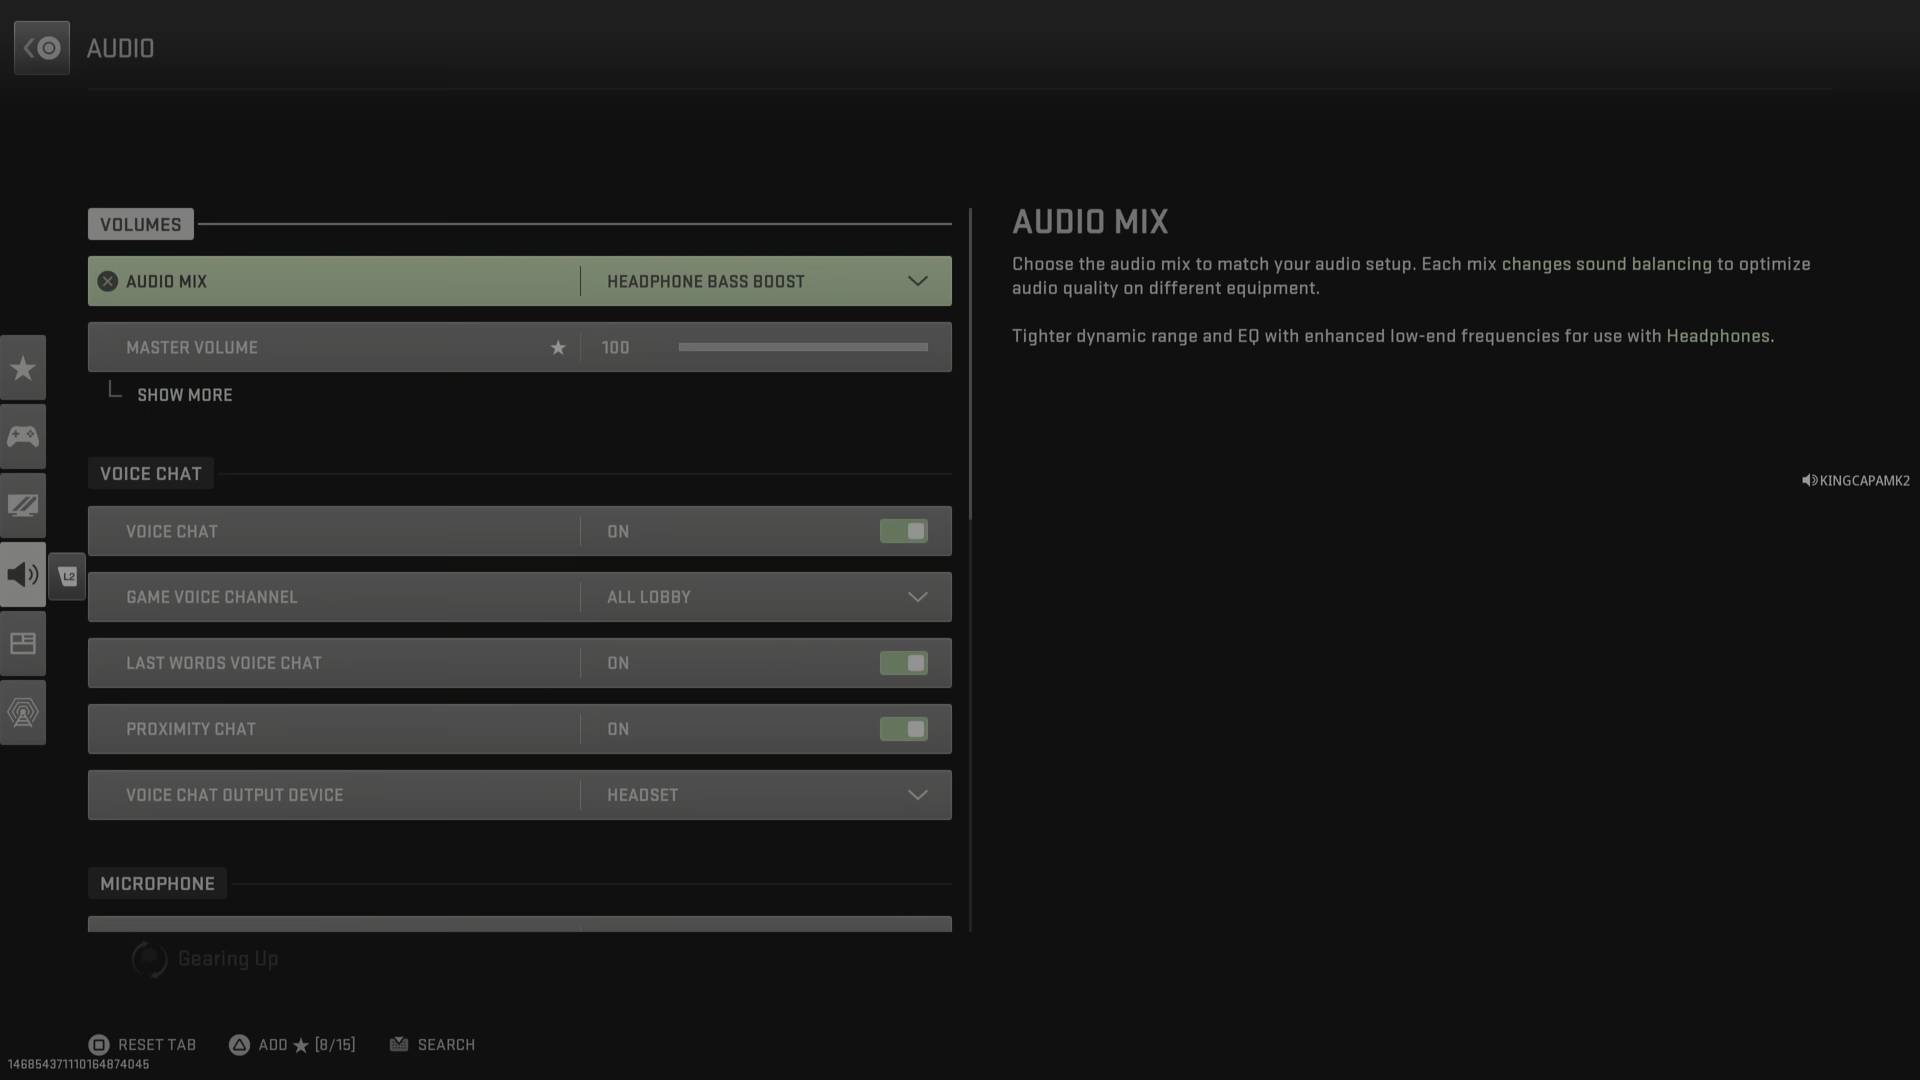 AUDIO
VOLUMES
AUDIO MIX
HEADPHONE BASS BOOST
MASTER VOLUME
100
SHOW MORE
VOICE CHAT
VOICE CHAT
ON
L2
GAME VOICE CHANNEL
ALL LOBBY
LAST WORDS VOICE CHAT
ON
PROXIMITY CHAT
ON
VOICE CHAT OUTPUT DEVICE
HEADSET
MICROPHONE
Gearing Up
AUDIO MIX
Choose the audio mix to match your audio setup. Each mix changes sound balancing to optimize
audio quality on different equipment.
Tighter dynamic range and EQ with enhanced low-end frequencies for use with Headphones.
KINGCAPAMK2
RESET TAB
ADD ★ [8/15]
SEARCH
146854371110164874045